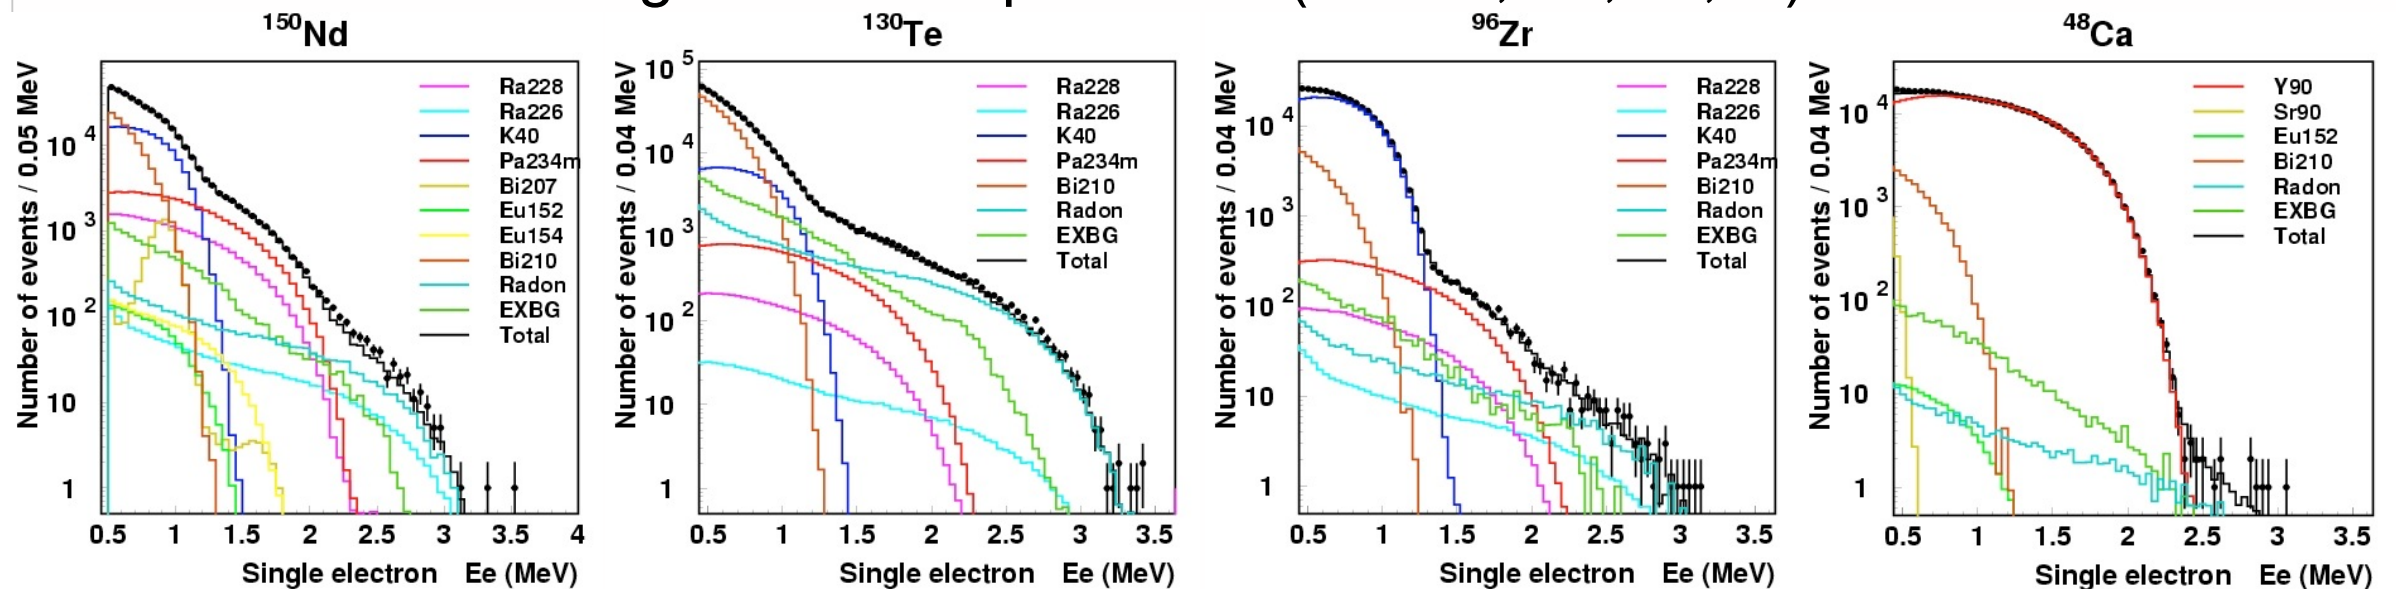 150Nd
Number of events / 0.05 MeV
10 4
10 3
10 2
10
1
Ra228
Ra226
K40
Pa234m
Bi207
Eu152
Eu154
Bi210
Radon
EXBG
Total
0.5 1 1.5 2 2.5 3 3.5 4
Single electron Ee (MeV)
130Te
Number of events / 0.04 MeV
10 5
10 4
10 3
10 2
10
1
Ra228
Ra226
K40
Pa234m
Bi210
Radon
EXBG
Total
0.5 1 1.5 2 2.5 3 3.5
Single electron Ee (MeV)
96Zr
Number of events / 0.04 MeV
10 4
10 3
10 2
10
1
Ra228
Ra226
K40
Pa234m
Bi210
Radon
EXBG
Total
0.5 1 1.5 2 2.5 3 3.5
Single electron Ee (MeV)
48Ca
Number of events / 0.04 MeV
10 4
10 3
10 2
10
1
Y90
Sr90
Eu152
Bi210
Radon
EXBG
Total
0.5 1 1.5 2 2.5 3 3.5
Single electron Ee (MeV)